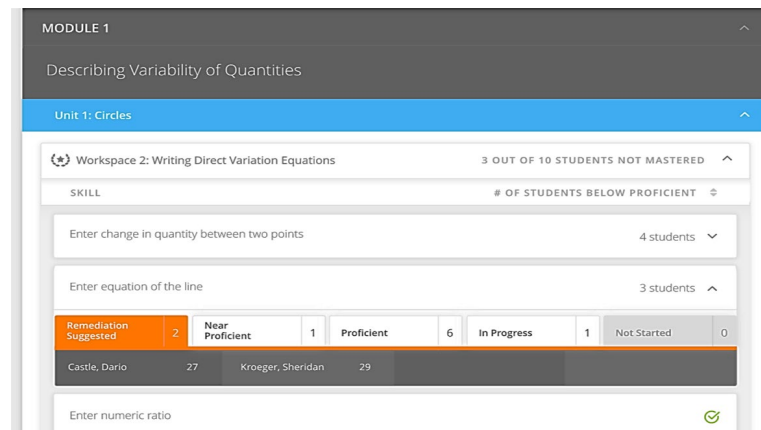 MODULE 1
Describing Variability of Quantities
Unit 1: Circles
Workspace 2: Writing Direct Variation Equations 3 OUT OF 10 STUDENTS NOT MASTERED
SKILL # OF STUDENTS BELOW PROFICIENT
Enter change in quantity between two points 4 students
Enter equation of the line 3 students
Remediation Suggested 2 Near Proficient 1 Proficient 6 In Progress 1 Not Started 0
Castle, Dario 27 Kroeger, Sheridan 29
Enter numeric ratio